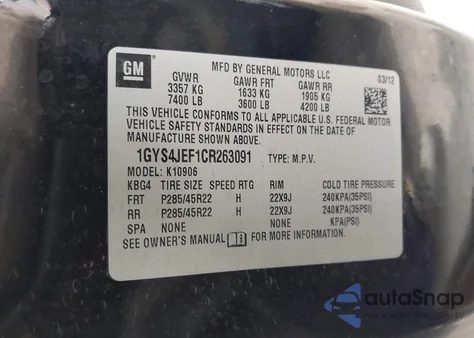 GM
MFD BY GENERAL MOTORS LLC 03/12
GVWR GAWR FRT GAWR RR
3357 KG 1633 KG 1905 KG
7400 LB 3600 LB 4200 LB
THIS VEHICLE CONFORMS TO ALL APPLICABLE U.S. FEDERAL MOTOR
VEHICLE SAFETY STANDARDS IN EFFECT ON THE DATE OF
MANUFACTURE SHOWN ABOVE.
1GYS4JEF1CR263091 TYPE: M.P.V.
MODEL: K10906
KBG4 TIRE SIZE SPEED RTG RIM COLD TIRE PRESSURE
FRT P285/45R22 H 22X9J 240KPA(35PSI)
RR P285/45R22 H 22X9J 240KPA(35PSI)
SPA NONE NONE KPA(PSI)
SEE OWNER'S MANUAL FOR MORE INFORMATION.
autoSnap